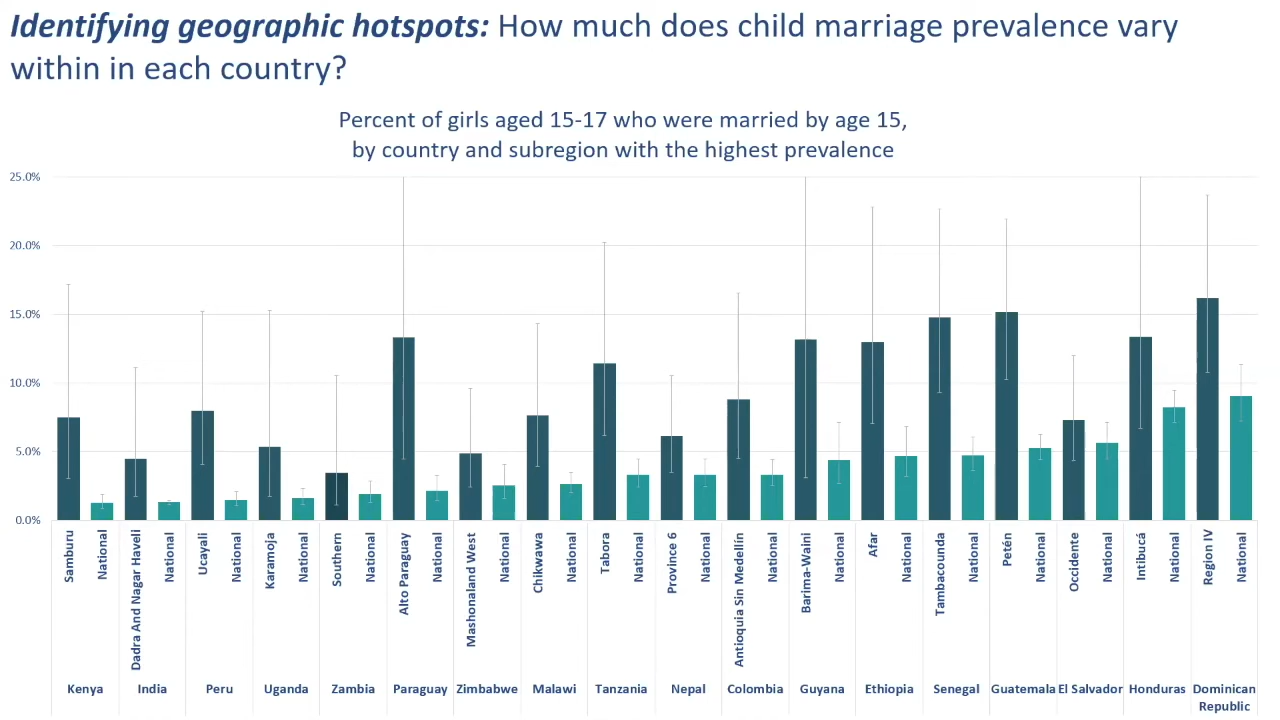 Identifying geographic hotspots: How much does child marriage prevalence vary
within in each country?
Percent of girls aged 15-17 who were married by age 15,
by country and subregion with the highest prevalence
25.0%
20.0%
15.0%
10.0%
5.0%
0.0%
Samburu
National
Dadra And Nagar Haveli
National
Ucayali
National
Karamoja
National
Southern
National
Alto Paraguay
National
Mashonaland West
National
Chikwawa
National
Tabora
National
Province 6
National
Antioquia Sin Medellín
National
Barima-Waini
National
Afar
National
Tambacounda
National
Petén
National
Occidente
National
Intibucá
National
Region IV
National
Kenya
India
Peru
Uganda
Zambia
Paraguay
Zimbabwe
Malawi
Tanzania
Nepal
Colombia
Guyana
Ethiopia
Senegal
Guatemala
El Salvador
Honduras
Dominican
Republic